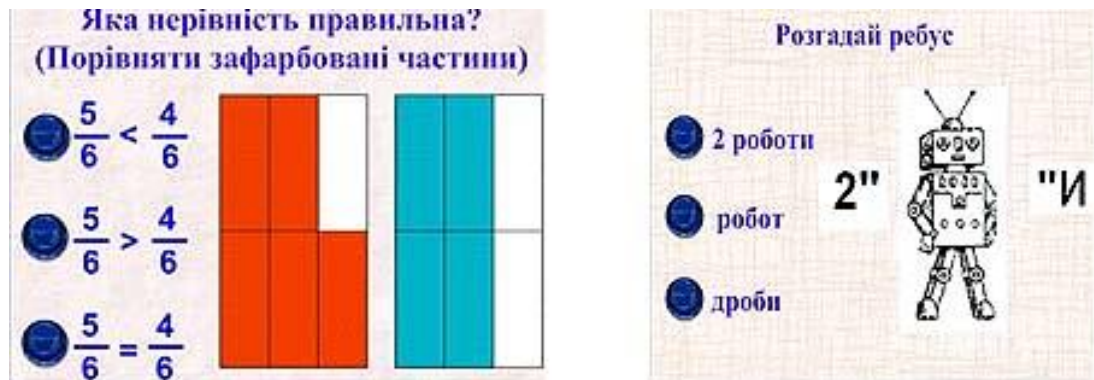 Яка нерівність правильна?
(Порівняти зафарбовані частини)
5/6 < 4/6
5/6 > 4/6
5/6 = 4/6
Розгадай ребус
2 роботи
робот
дроби
2" "И